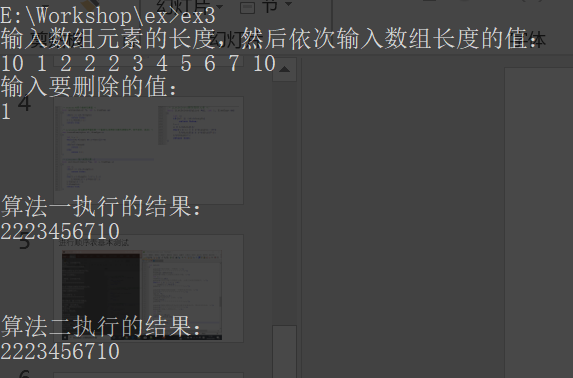 E:\Workshop\ex>ex3
输入数组元素的长度，然后依次输入数组长度的值：
10 1 2 2 2 3 4 5 6 7 10
输入要删除的值：
1
4
算法一执行的结果：
2223456710
5
算法二执行的结果：
2223456710